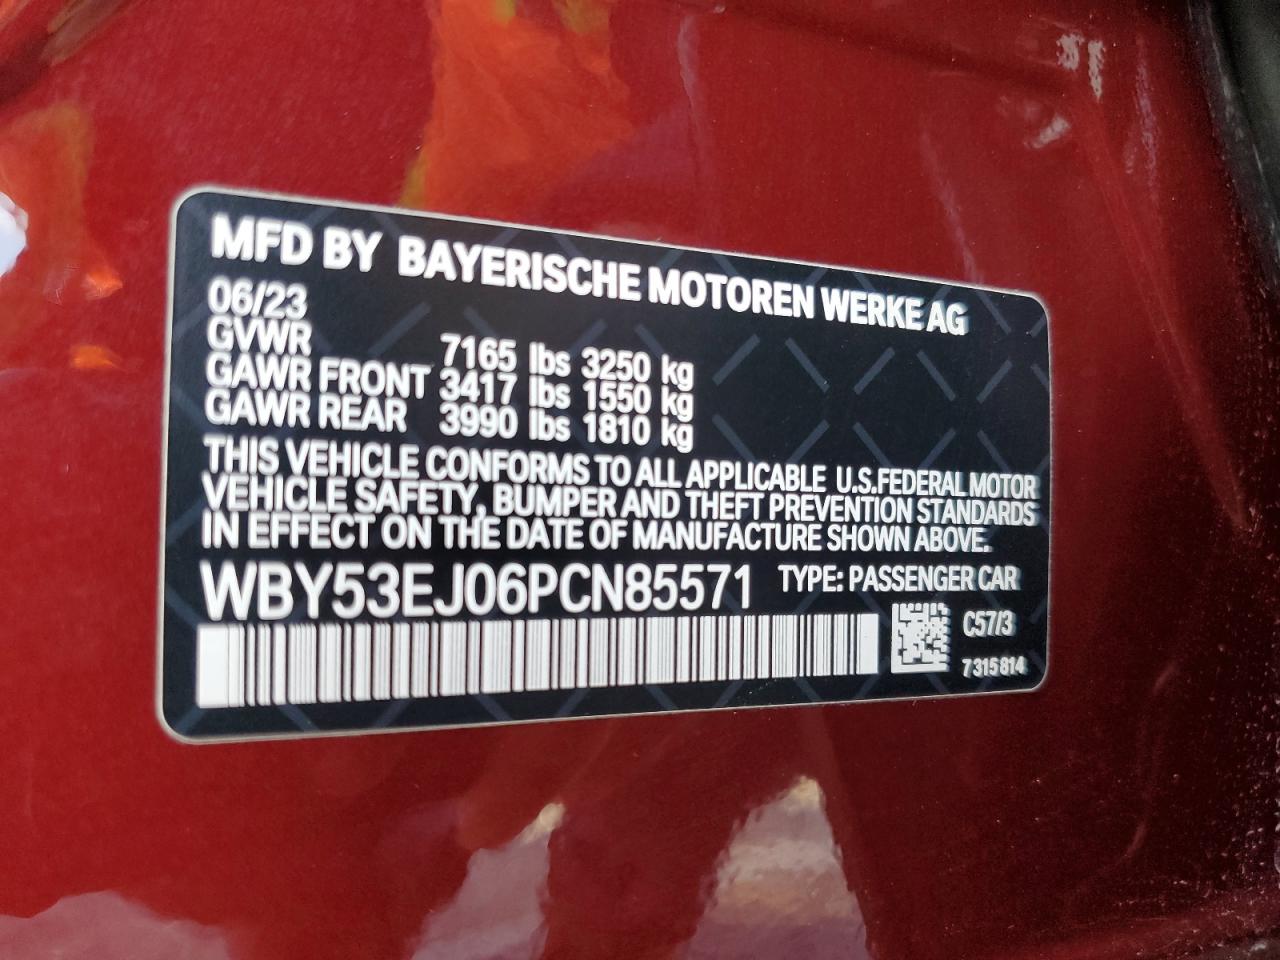 MFD BY BAYERISCHE MOTOREN WERKE AG
06/23
GVWR 7165 lbs 3250 kg
GAWR FRONT 3417 lbs 1550 kg
GAWR REAR 3990 lbs 1810 kg
THIS VEHICLE CONFORMS TO ALL APPLICABLE U.S.FEDERAL MOTOR
VEHICLE SAFETY, BUMPER AND THEFT PREVENTION STANDARDS
IN EFFECT ON THE DATE OF MANUFACTURE SHOWN ABOVE.
WBY53EJ06PCN85571 TYPE: PASSENGER CAR
C57/3
7315814